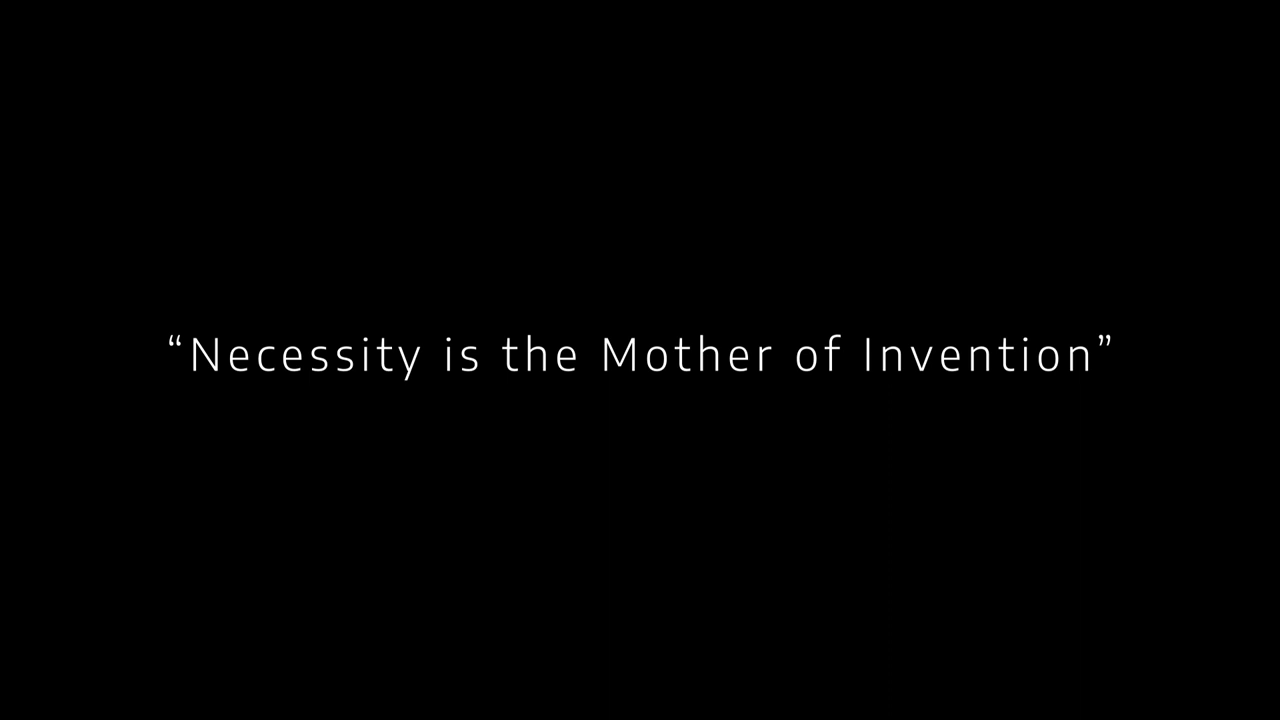 “Necessity is the Mother of Invention”